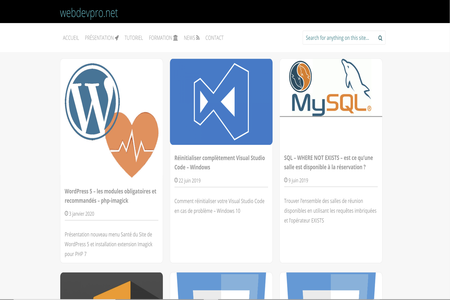 webdevpro.net
ACCUEIL PRÉSENTATION TUTORIEL FORMATION NEWS CONTACT
Search for anything on this site...
WordPress 5 – les modules obligatoires et
recommandés – php-imagick
3 janvier 2020
Présentation nouveau menu Santé du Site de
WordPress 5 et installation extension Imagick
pour PHP 7
Réinitialiser complètement Visual Studio
Code – Windows
22 juin 2019
Comment réinitialiser votre Visual Studio Code
en cas de problème – Windows 10
MySQL®
SQL – WHERE NOT EXISTS – est ce qu'une
salle est disponible à la réservation ?
9 juin 2019
Trouver l'ensemble des salles de réunion
disponibles en utilisant les requêtes imbriquées
et l'opérateur EXISTS